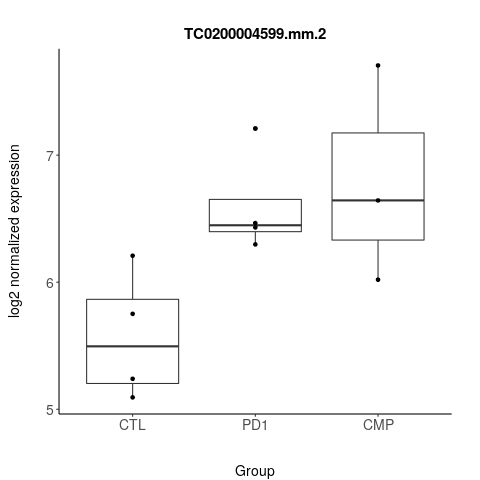 TC0200004599.mm.2
log2 normalized expression
7
6
5
CTL
PD1
CMP
Group